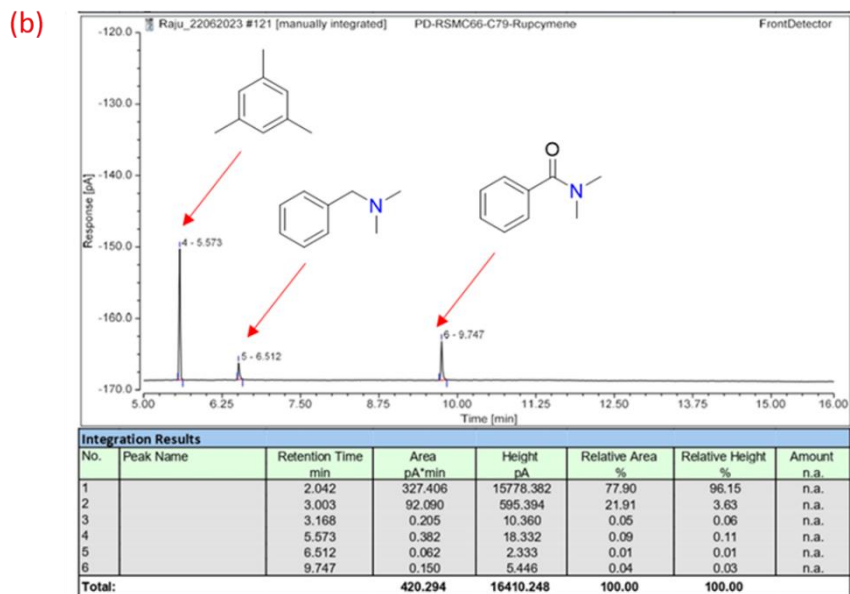 (b)
Raju_22062023 #121 [manually integrated] PD-RSMC66-C79-Rupcymene FrontDetector
-120.0
-130.0
-140.0
-150.0
-160.0
-170.0
Response [pA]
O
N
N
4 - 5.573
5 - 6.512
6 - 9.747
5.00 6.25 7.50 8.75 10.00 11.25 12.50 13.75 15.00 16.00
Time [min]
Integration Results
No. Peak Name Retention Time Area Height Relative Area Relative Height Amount
min pA*min pA % % n.a.
1 2.042 327.406 15778.382 77.90 96.15 n.a.
2 3.003 92.090 595.394 21.91 3.63 n.a.
3 3.168 0.205 10.360 0.05 0.06 n.a.
4 5.573 0.382 18.332 0.09 0.11 n.a.
5 6.512 0.062 2.333 0.01 0.01 n.a.
6 9.747 0.150 5.446 0.04 0.03 n.a.
Total: 420.294 16410.248 100.00 100.00